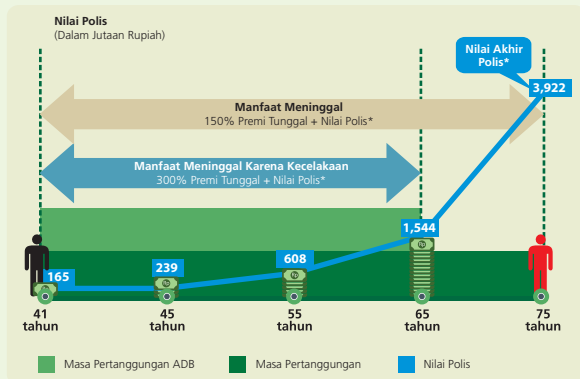 Nilai Polis
(Dalam Jutaan Rupiah)
Nilai Akhir
Polis*
3,922
Manfaat Meninggal
150% Premi Tunggal + Nilai Polis*
Manfaat Meninggal Karena Kecelakaan
300% Premi Tunggal + Nilai Polis*
1,544
608
239
165
41
tahun
45
tahun
55
tahun
65
tahun
75
tahun
Masa Pertanggungan ADB
Masa Pertanggungan
Nilai Polis